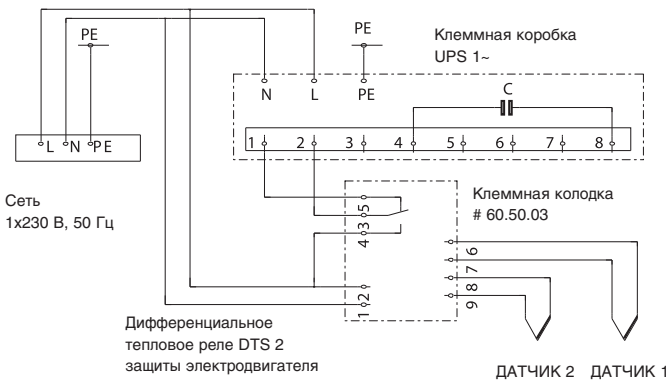 PE
PE
Клеммная коробка
UPS 1~
N L PE
C
L N PE
1 2 3 4 5 6 7 8
Сеть
1x230 В, 50 Гц
Клеммная колодка
# 60.50.03
5
3
4
6
7
8
9
2
1
Дифференциальное
тепловое реле DTS 2
защиты электродвигателя
ДАТЧИК 2 ДАТЧИК 1